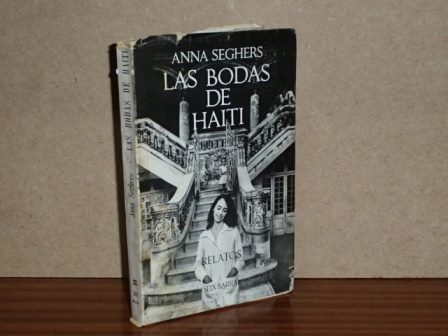 ANNA SEGHERS
LAS BODAS
DE
HAITI
RELATOS
SEIX BARRAL
Anna Seghers - LAS BODAS DE HAITI